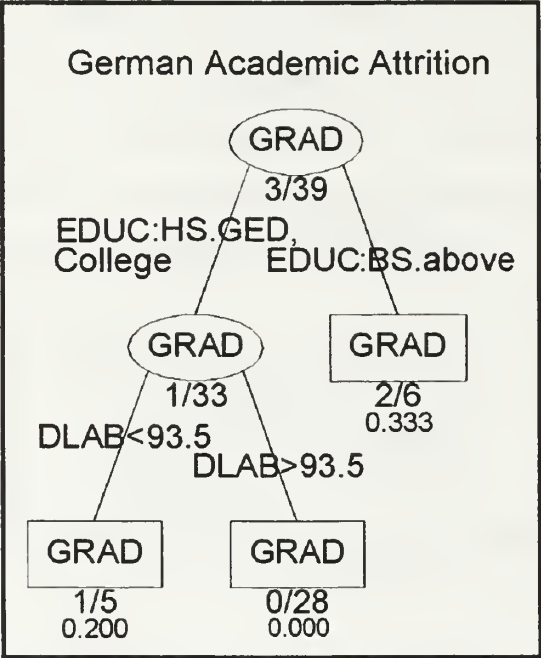 German Academic Attrition
GRAD
3/39
EDUC:HS.GED,
College
EDUC:BS.above
GRAD
1/33
GRAD
2/6
0.333
DLAB<93.5
DLAB>93.5
GRAD
1/5
0.200
GRAD
0/28
0.000